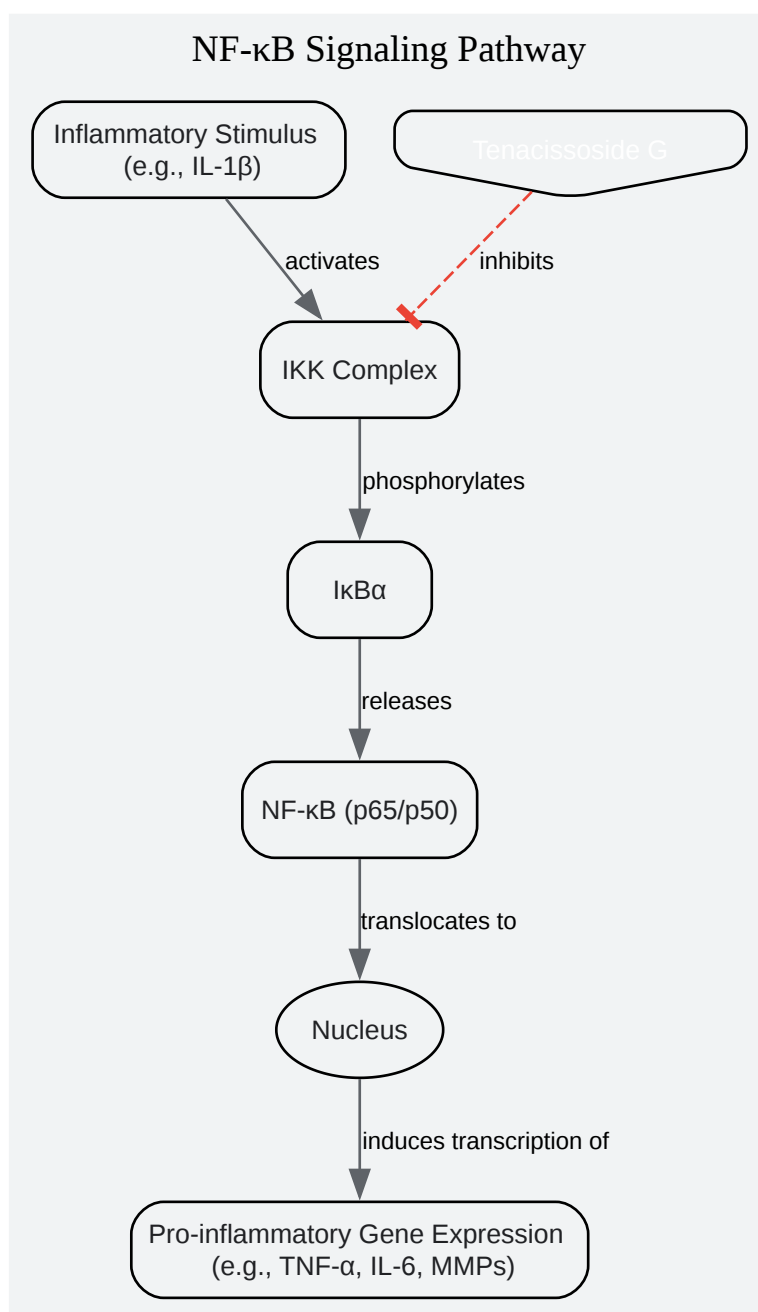 NF-κB Signaling Pathway
Inflammatory Stimulus
(e.g., IL-1β)
Tenacissoside G
activates
inhibits
IKK Complex
phosphorylates
IκBα
releases
NF-κB (p65/p50)
translocates to
Nucleus
induces transcription of
Pro-inflammatory Gene Expression
(e.g., TNF-α, IL-6, MMPs)